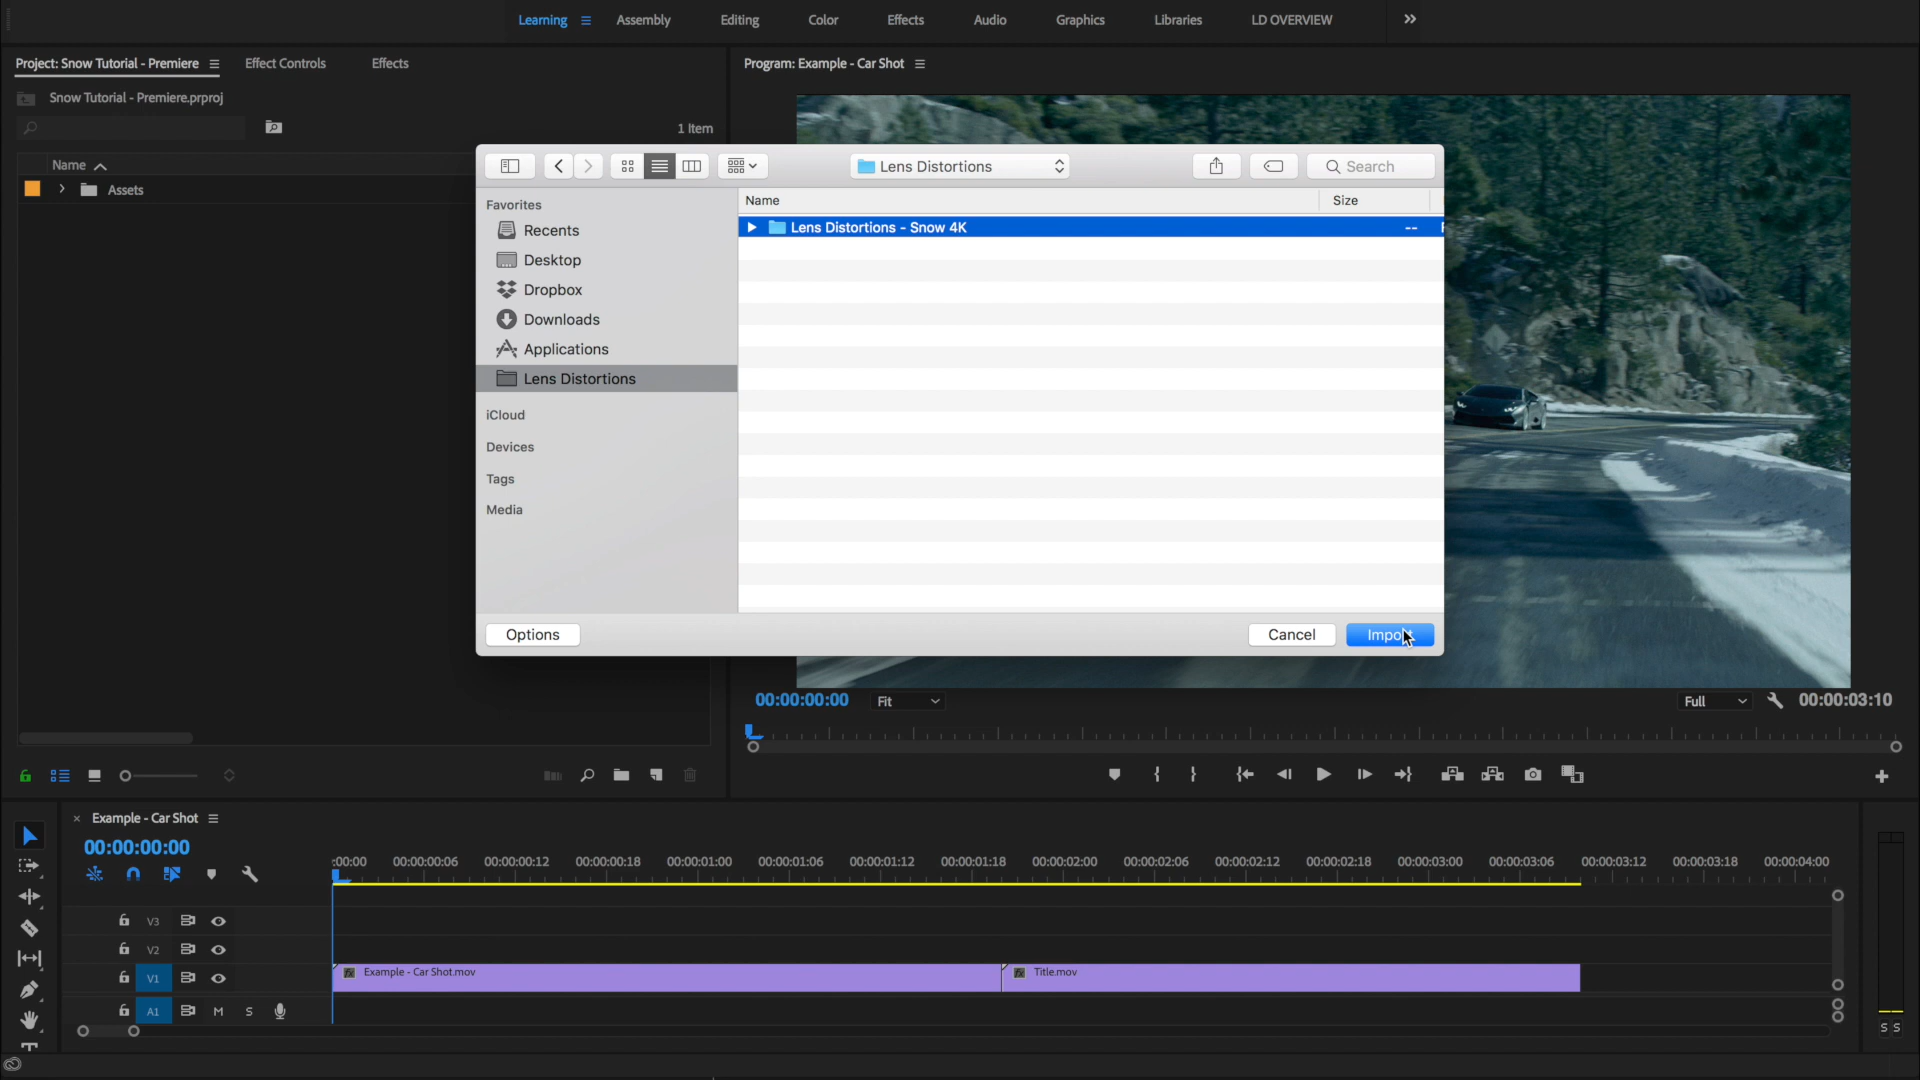 Learning
Assembly
Editing
Color
Effects
Audio
Graphics
Libraries
LD OVERVIEW
Project: Snow Tutorial - Premiere
Effect Controls
Effects
Program: Example - Car Shot
Snow Tutorial - Premiere.prproj
1 Item
Name
Assets
Lens Distortions
Search
Favorites
Recents
Desktop
Dropbox
Downloads
Applications
Lens Distortions
iCloud
Devices
Tags
Media
Name
Size
Lens Distortions - Snow 4K
--
Options
Cancel
Import
00:00:00:00
Fit
Full
00:00:03:10
Example - Car Shot
00:00:00:00
:00:00
00:00:00:06
00:00:00:12
00:00:00:18
00:00:01:00
00:00:01:06
00:00:01:12
00:00:01:18
00:00:02:00
00:00:02:06
00:00:02:12
00:00:02:18
00:00:03:00
00:00:03:06
00:00:03:12
00:00:03:18
00:00:04:00
V3
V2
V1
fx Example - Car Shot.mov
fx Title.mov
A1
M
S
S S